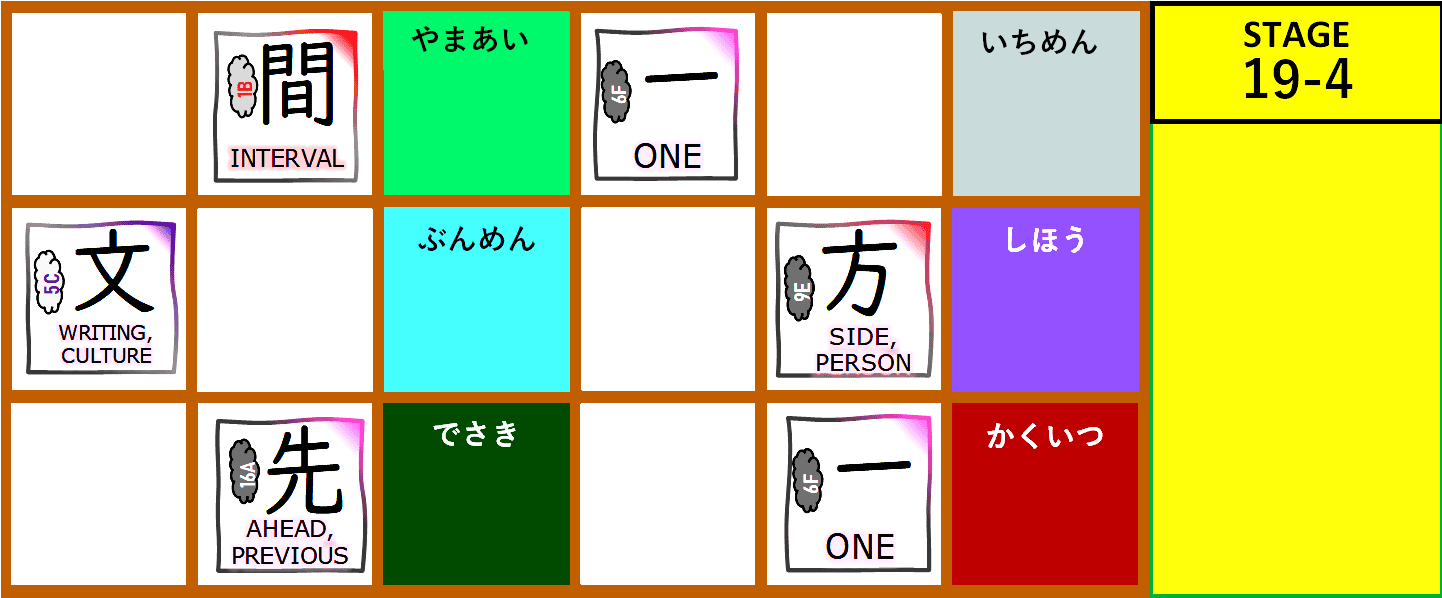 1B
間
INTERVAL
やまあい
6F
一
ONE
いちめん
STAGE
19-4
5C
文
WRITING,
CULTURE
ぶんめん
9E
方
SIDE,
PERSON
しほう
16A
先
AHEAD,
PREVIOUS
でさき
6F
一
ONE
かくいつ